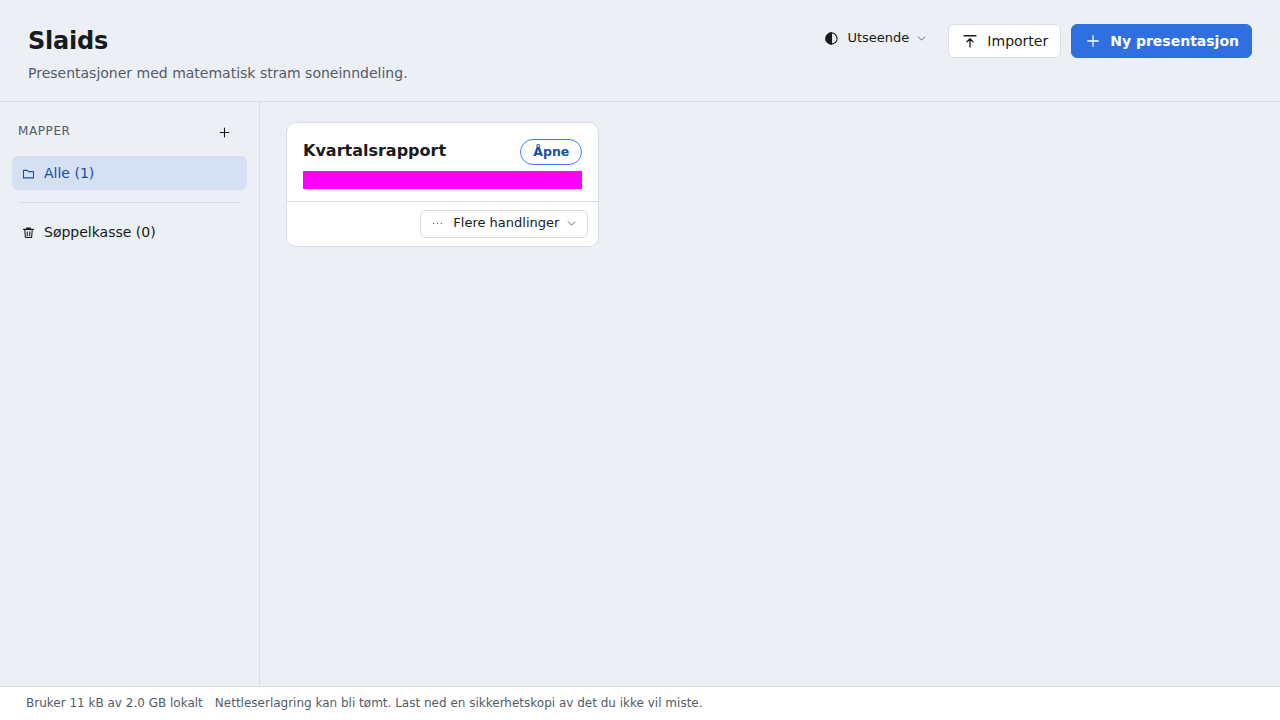 Slaids
Presentasjoner med matematisk stram soneinndeling.
Utseende
Importer
Ny presentasjon
MAPPER
Alle (1)
Søppelkasse (0)
Kvartalsrapport
Åpne
Flere handlinger
Bruker 11 kB av 2.0 GB lokalt
Nettleserlagring kan bli tømt. Last ned en sikkerhetskopi av det du ikke vil miste.